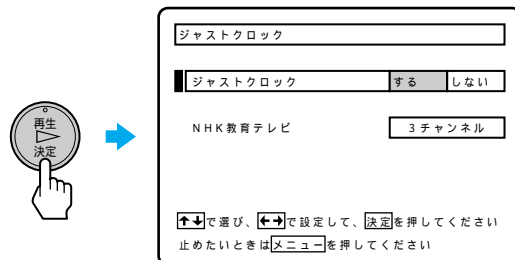 再生
決定
ジャストクロック
ジャストクロック する しない
NHK教育テレビ 3チャンネル
↑↓で選び、←→で設定して、決定を押してください
止めたいときはメニューを押してください